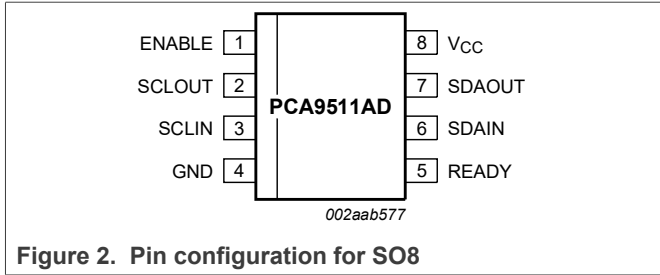 ENABLE 1 8 VCC
SCLOUT 2 7 SDAOUT
PCA9511AD
SCLIN 3 6 SDAIN
GND 4 5 READY
002aab577
Figure 2. Pin configuration for SO8